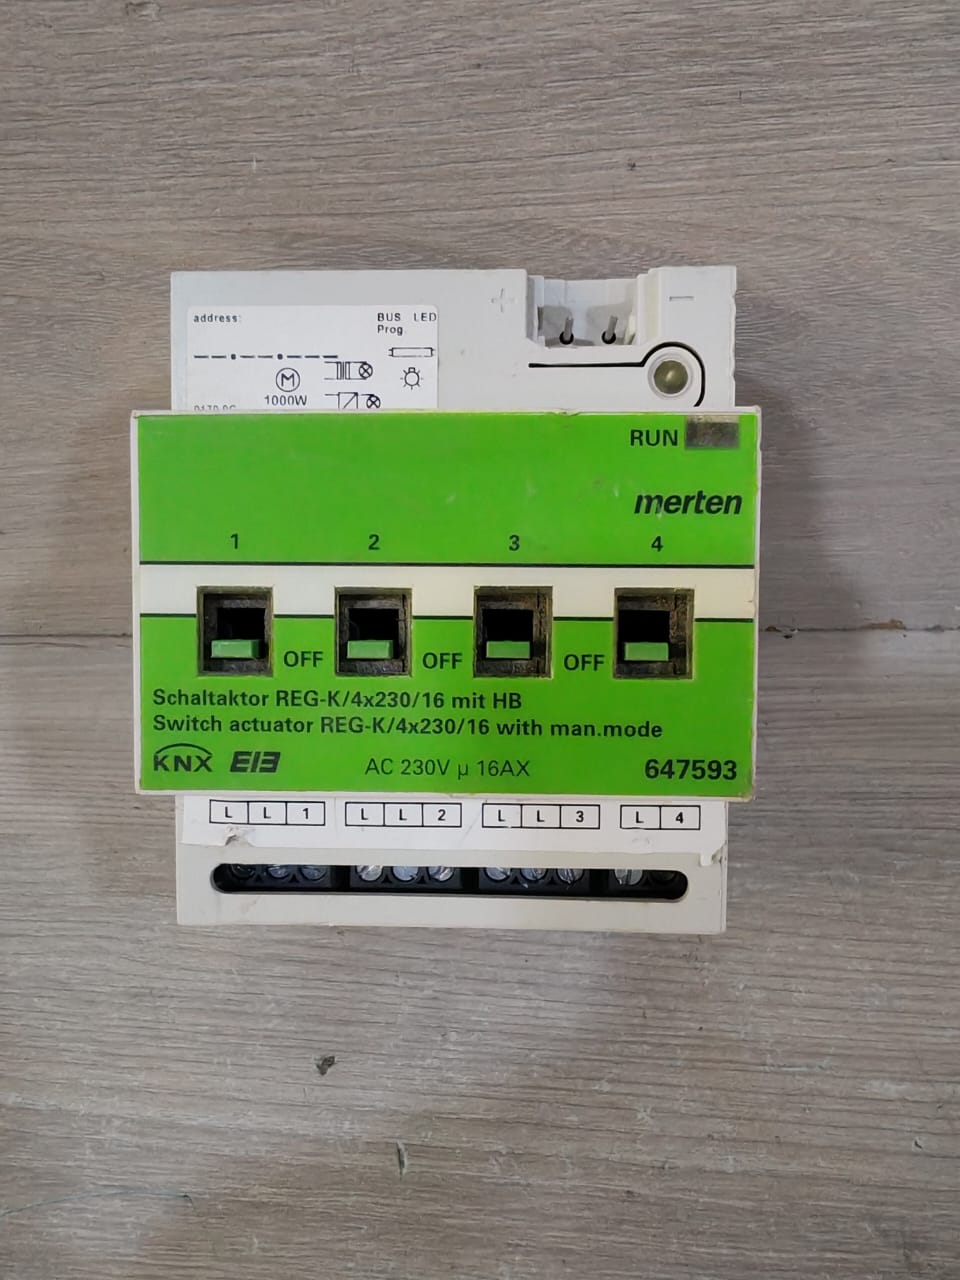 address:
BUS LED
Prog.
M
1000W
+ −
RUN
merten
1 2 3 4
OFF OFF OFF
Schaltaktor REG-K/4x230/16 mit HB
Switch actuator REG-K/4x230/16 with man.mode
KNX EIB
AC 230V µ 16AX
647593
L L 1 L L 2 L L 3 L 4